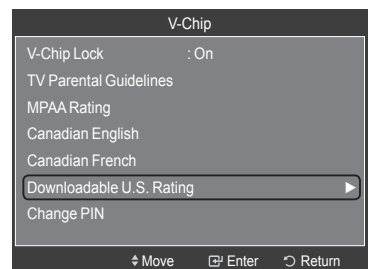 V-Chip
V-Chip Lock : On
TV Parental Guidelines
MPAA Rating
Canadian English
Canadian French
Downloadable U.S. Rating ►
Change PIN
Move Enter Return